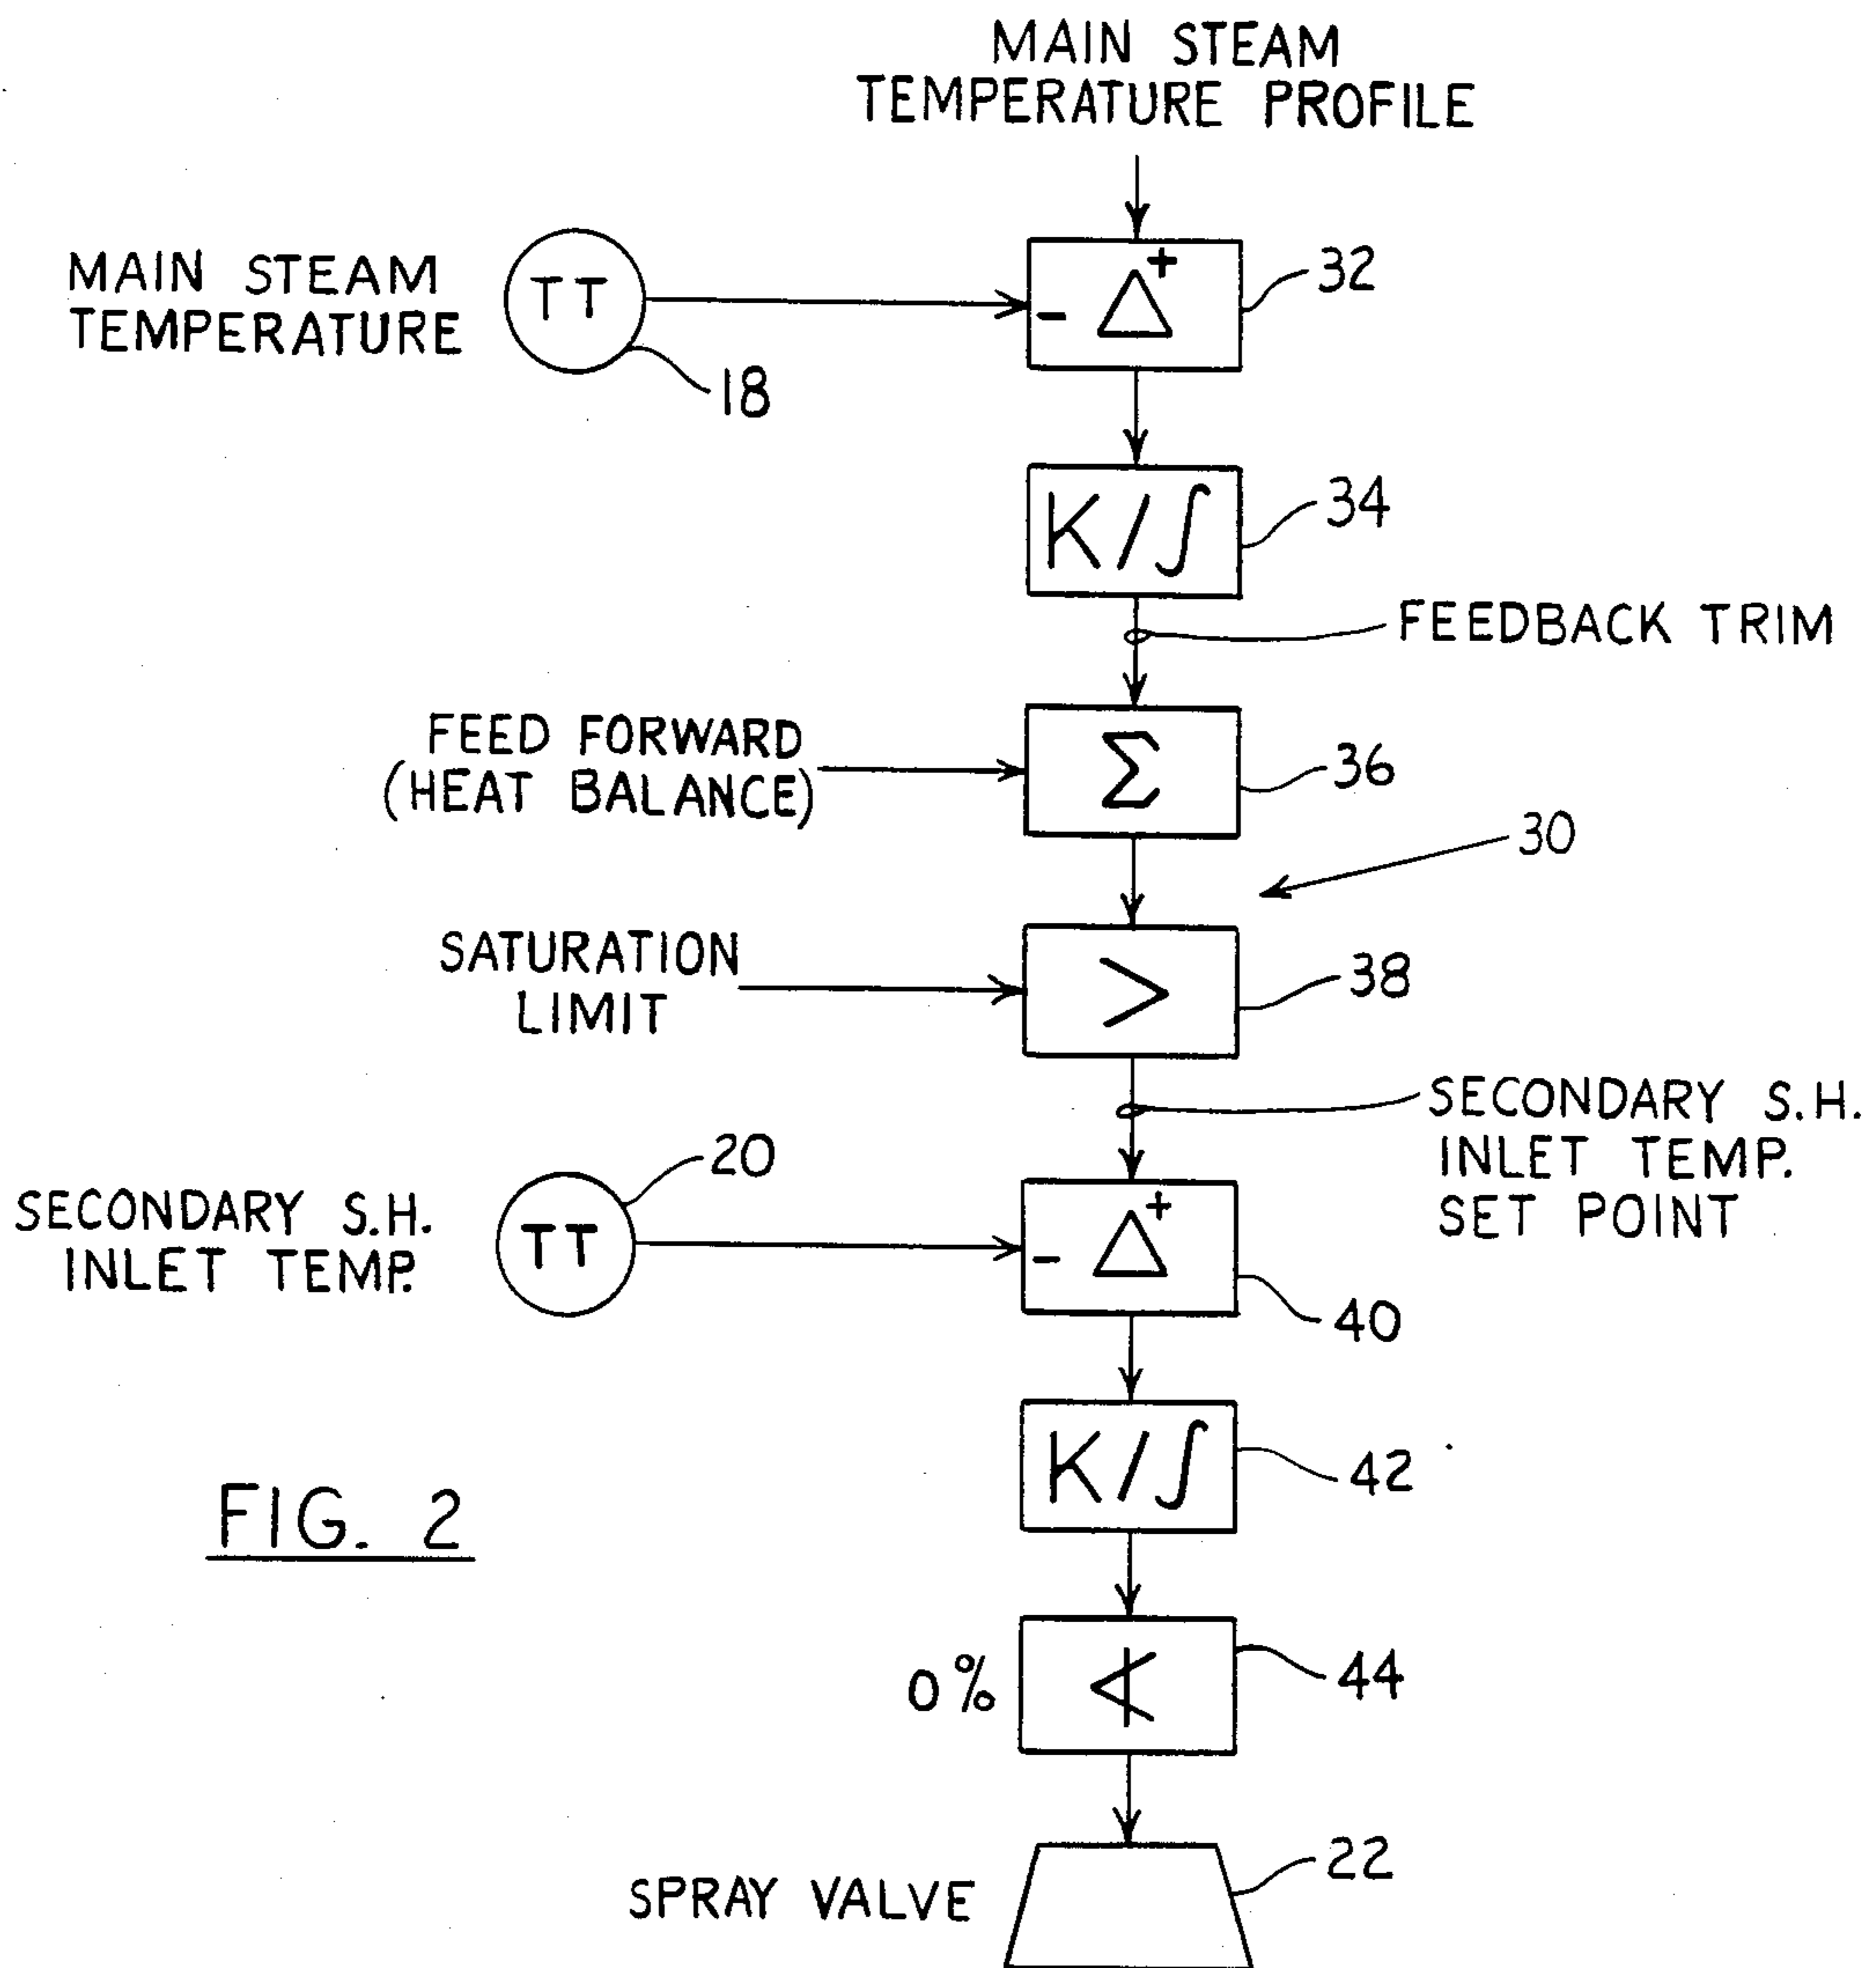 MAIN STEAM
TEMPERATURE PROFILE
MAIN STEAM
TEMPERATURE
TT
18
- Δ +
32
K/∫
34
FEEDBACK TRIM
FEED FORWARD
(HEAT BALANCE)
Σ
36
30
SATURATION
LIMIT
>
38
SECONDARY S.H.
INLET TEMP.
SET POINT
SECONDARY S.H.
INLET TEMP.
TT
20
- Δ +
40
K/∫
42
0%
≮
44
SPRAY VALVE
22
FIG. 2